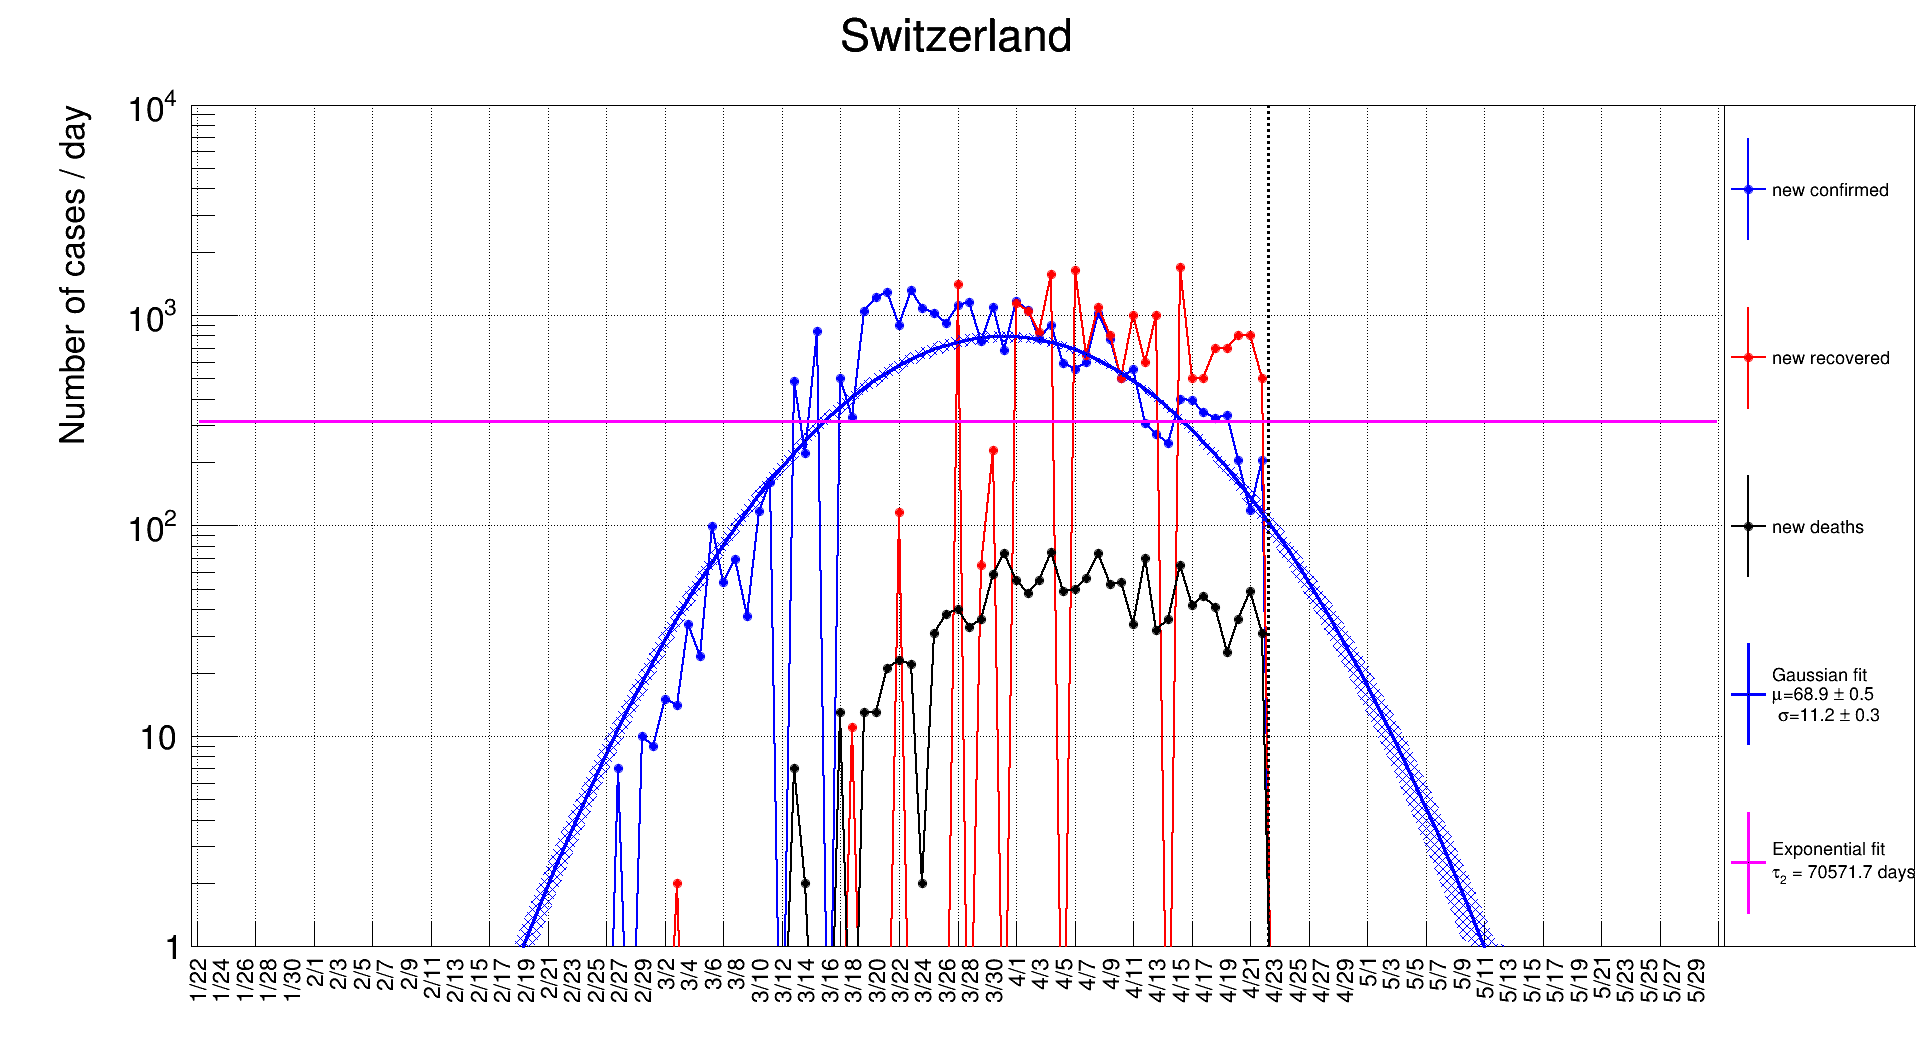 Switzerland
Number of cases / day
10⁴
10³
10²
10
1
1/22 1/24 1/26 1/28 1/30 2/1 2/3 2/5 2/7 2/9 2/11 2/13 2/15 2/17 2/19 2/21 2/23 2/25 2/27 2/29 3/2 3/4 3/6 3/8 3/10 3/12 3/14 3/16 3/18 3/20 3/22 3/24 3/26 3/28 3/30 4/1 4/3 4/5 4/7 4/9 4/11 4/13 4/15 4/17 4/19 4/21 4/23 4/25 4/27 4/29 5/1 5/3 5/5 5/7 5/9 5/11 5/13 5/15 5/17 5/19 5/21 5/23 5/25 5/27 5/29
new confirmed
new recovered
new deaths
Gaussian fit
μ=68.9 ± 0.5
σ=11.2 ± 0.3
Exponential fit
τ₂ = 70571.7 days